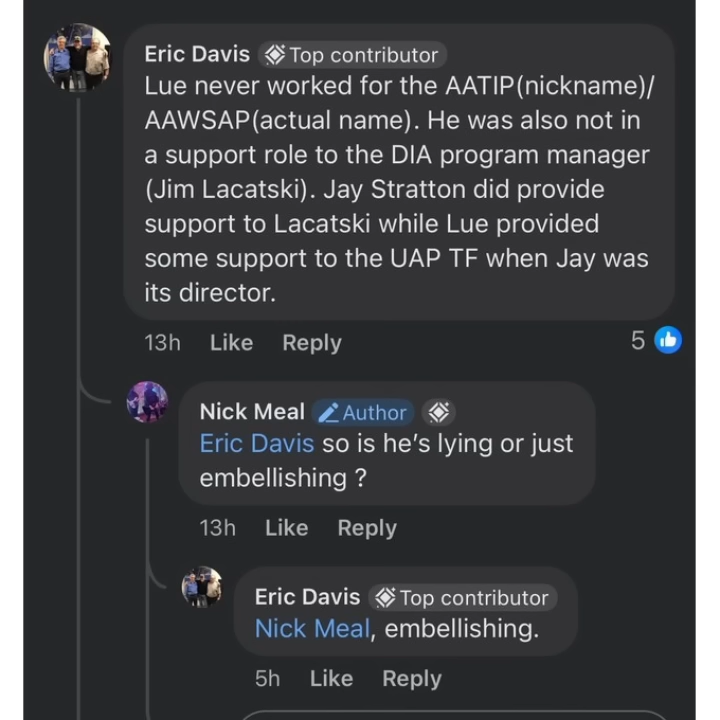 Eric Davis Top contributor
Lue never worked for the AATIP(nickname)/
AAWSAP(actual name). He was also not in
a support role to the DIA program manager
(Jim Lacatski). Jay Stratton did provide
support to Lacatski while Lue provided
some support to the UAP TF when Jay was
its director.
13h Like Reply 5
Nick Meal Author
Eric Davis so is he’s lying or just
embellishing ?
13h Like Reply
Eric Davis Top contributor
Nick Meal, embellishing.
5h Like Reply